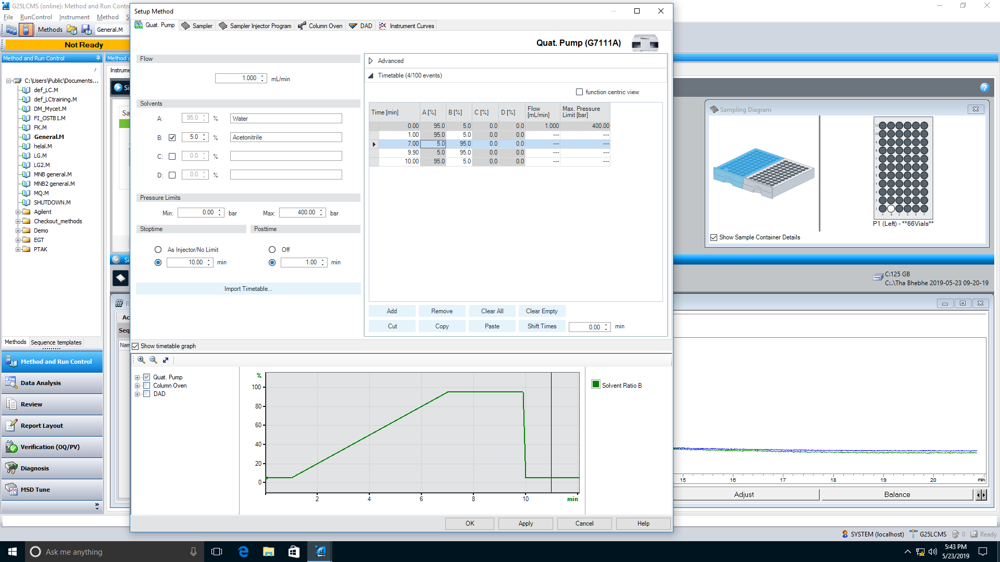 G25LCMS (online): Method and Run Contr
File RunControl Instrument Method
Methods General.M
Not Ready
Method and Run Control
C:\Users\Public\Documents...
def_LC.M
def_LCtraining.M
DM_Mycet.M
FI_OSTB1.M
FK.M
General.M
helal.M
LG.M
LG2.M
MNB general.M
MNB2 general.M
MQ.M
SHUTDOWN.M
Agilent
Checkout_methods
Demo
EGT
PTAK
Methods Sequence templates
Method and Run Control
Data Analysis
Review
Report Layout
Verification (OQ/PV)
Diagnosis
MSD Tune
Setup Method
Quat. Pump Sampler Sampler Injector Program Column Oven DAD Instrument Curves
Quat. Pump (G7111A)
Flow
1.000 mL/min
Solvents
A: 95.0 % Water
B: 5.0 % Acetonitrile
C: 0.0 %
D: 0.0 %
Pressure Limits
Min: 0.00 bar Max: 400.00 bar
Stoptime Posttime
As Injector/No Limit Off
10.00 min 1.00 min
Import Timetable...
Advanced
Timetable (4/100 events)
function centric view
Time [min] A [%] B [%] C [%] D [%] Flow [mL/min] Max. Pressure Limit [bar]
0.00 95.0 5.0 0.0 0.0 1.000 400.00
1.00 95.0 5.0 0.0 0.0 --- ---
7.00 5.0 95.0 0.0 0.0 --- ---
9.90 5.0 95.0 0.0 0.0 --- ---
10.00 95.0 5.0 0.0 0.0 --- ---
Add Remove Clear All Clear Empty
Cut Copy Paste Shift Times 0.00 min
Show timetable graph
Quat. Pump
Column Oven
DAD
%
100
80
60
40
20
0
2 4 6 8 10 min
Solvent Ratio B
OK Apply Cancel Help
Sampling Diagram
P1 (Left) - **66Vials**
Show Sample Container Details
C:125 GB
C:..\Tha Bhebhe 2019-05-23 09-20-19
15 16 17 18 19 20 min
Adjust Balance
SYSTEM (localhost) G25LCMS 0 Ready
Ask me anything
5:43 PM
5/23/2019